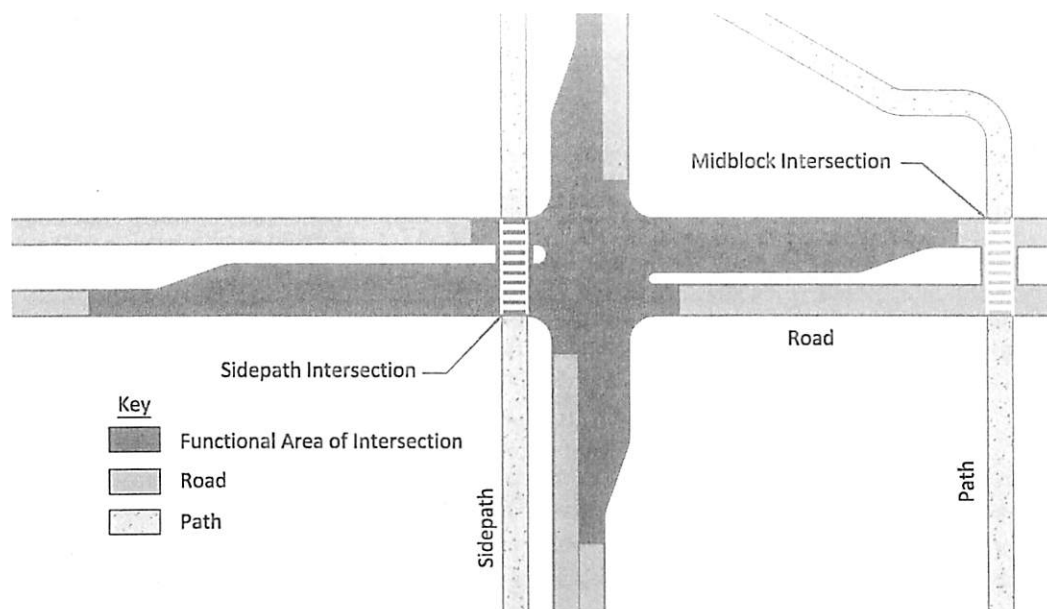 Midblock Intersection
Road
Sidepath Intersection
Key
Functional Area of Intersection
Road
Path
Sidepath
Path